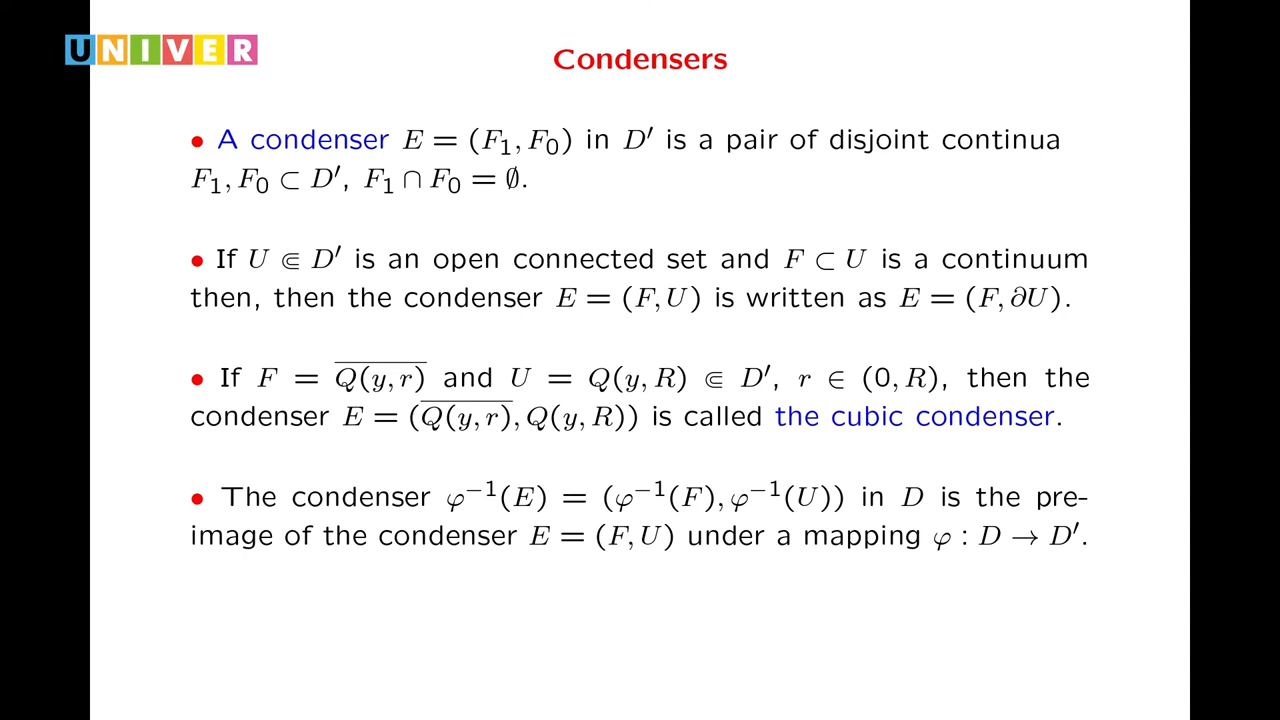 UNIVER
Condensers
• A condenser E = (F₁, F₀) in D′ is a pair of disjoint continua
F₁, F₀ ⊂ D′, F₁ ∩ F₀ = ∅.
• If U ⋐ D′ is an open connected set and F ⊂ U is a continuum
then, then the condenser E = (F, U) is written as E = (F, ∂U).
• If F = \overline{Q(y, r)} and U = Q(y, R) ⋐ D′, r ∈ (0, R), then the
condenser E = (\overline{Q(y, r)}, Q(y, R)) is called the cubic condenser.
• The condenser φ⁻¹(E) = (φ⁻¹(F), φ⁻¹(U)) in D is the pre-
image of the condenser E = (F, U) under a mapping φ : D → D′.